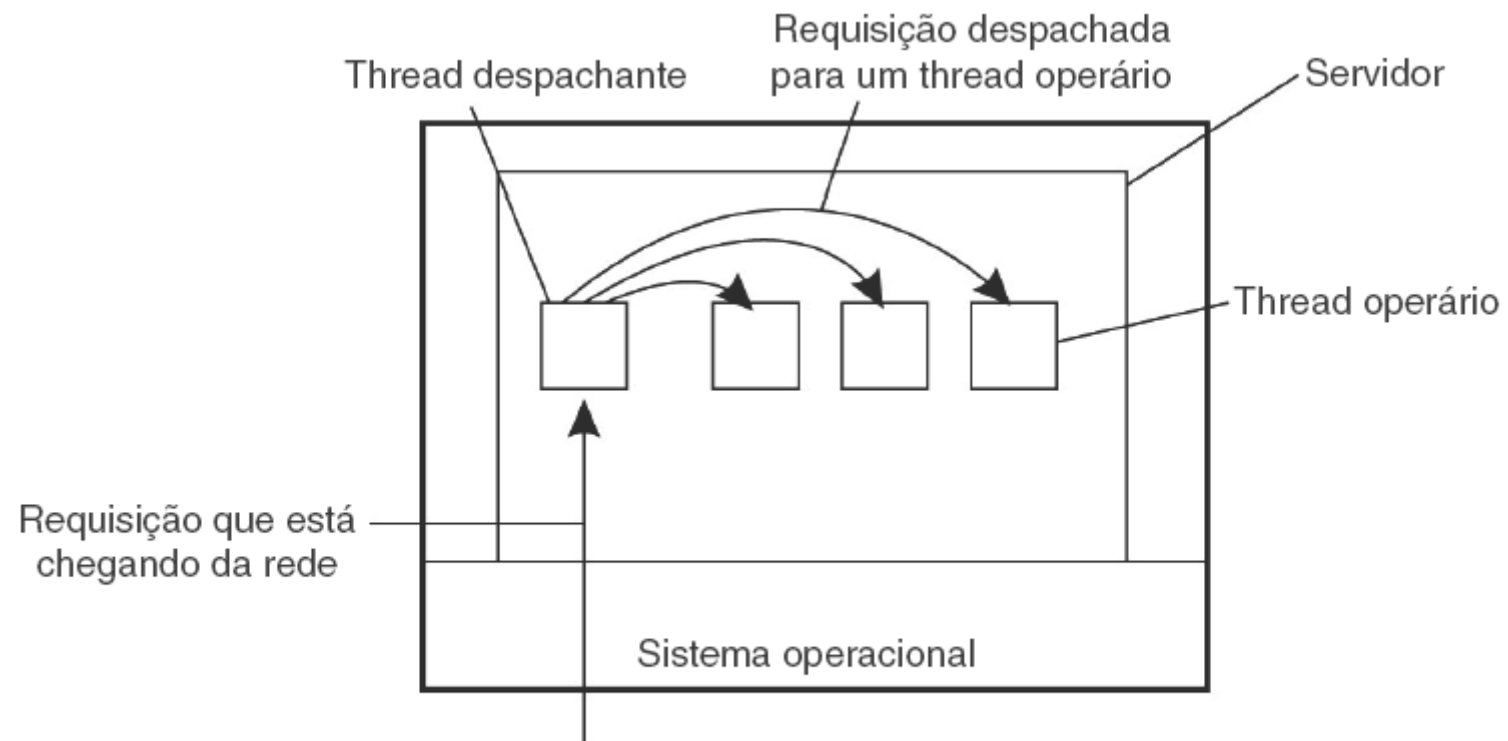 Requisição despachada
para um thread operário
Thread despachante
Servidor
Thread operário
Requisição que está
chegando da rede
Sistema operacional